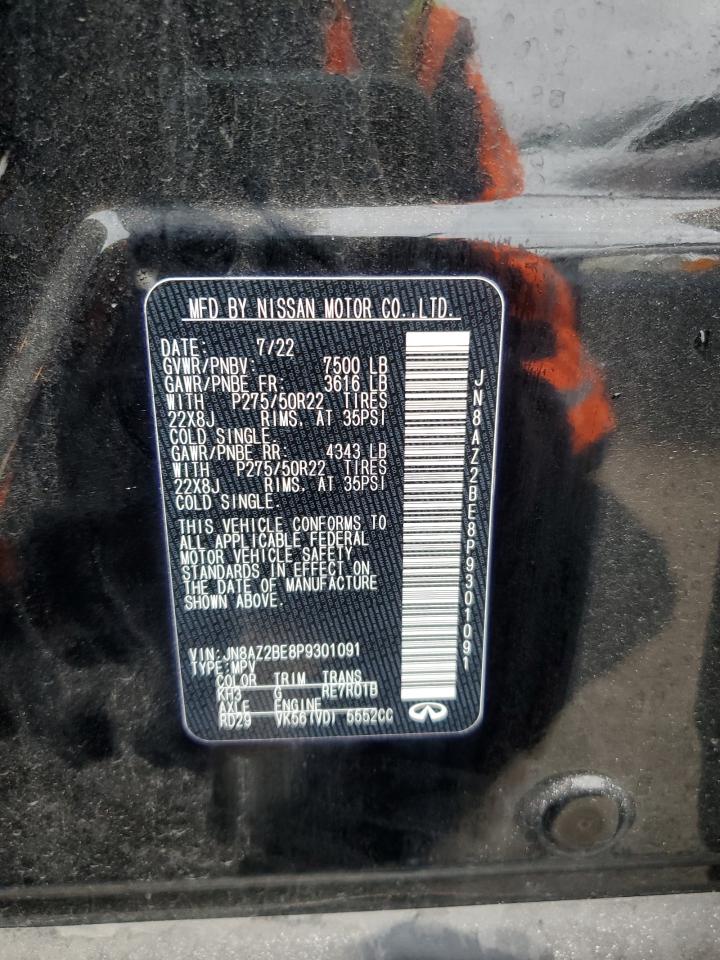 MFD BY NISSAN MOTOR CO.,LTD.
DATE: 7/22
GVWR/PNBV: 7500 LB
GAWR/PNBE FR: 3616 LB
WITH P275/50R22 TIRES
22X8J RIMS, AT 35PSI
COLD SINGLE.
GAWR/PNBE RR: 4343 LB
WITH P275/50R22 TIRES
22X8J RIMS, AT 35PSI
COLD SINGLE.
THIS VEHICLE CONFORMS TO
ALL APPLICABLE FEDERAL
MOTOR VEHICLE SAFETY
STANDARDS IN EFFECT ON
THE DATE OF MANUFACTURE
SHOWN ABOVE.
VIN:JN8AZ2BE8P9301091
TYPE:MPV
COLOR TRIM TRANS
KH3 G RE7R01B
AXLE ENGINE
RD29 VK56(VD) 5552CC
JN8AZ2BE8P9301091